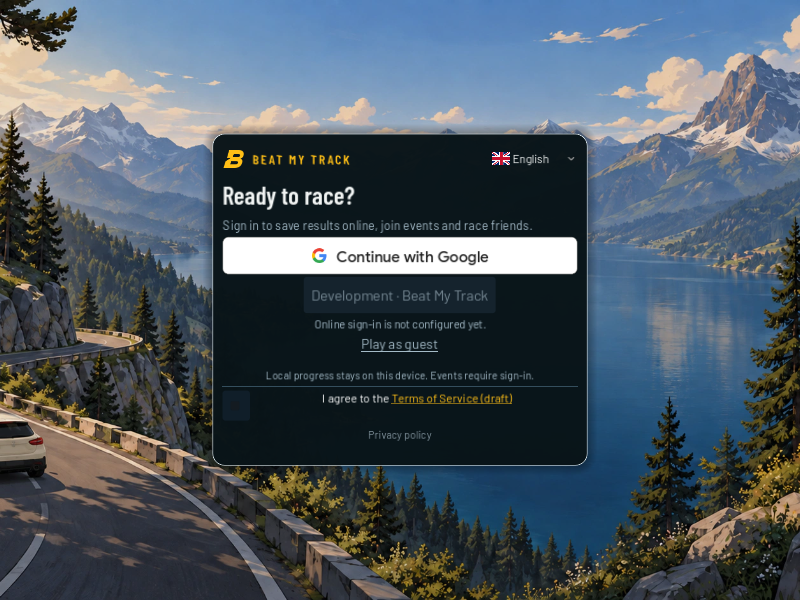 BEAT MY TRACK
English
Ready to race?
Sign in to save results online, join events and race friends.
Continue with Google
Development · Beat My Track
Online sign-in is not configured yet.
Play as guest
Local progress stays on this device. Events require sign-in.
I agree to the Terms of Service (draft)
Privacy policy